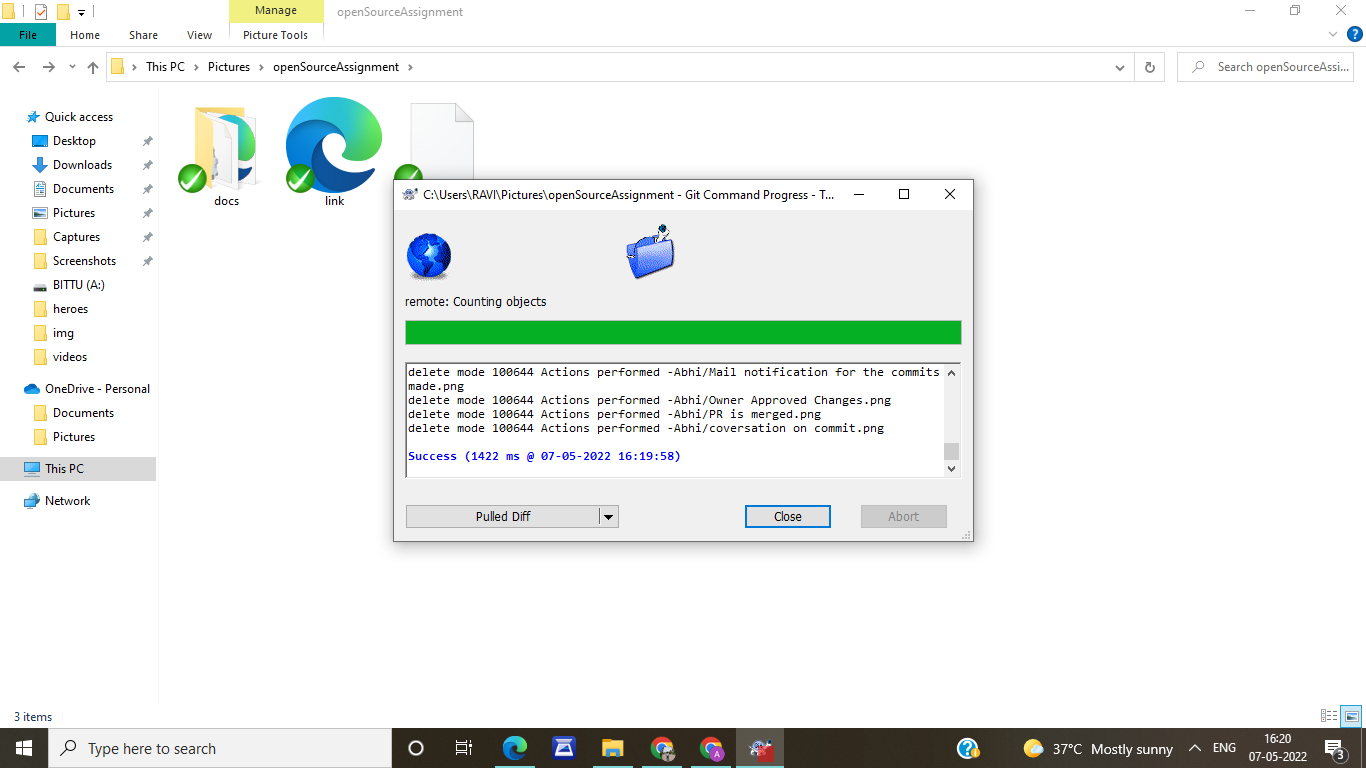 Manage
openSourceAssignment
File
Home
Share
View
Picture Tools
?
This PC
Pictures
openSourceAssignment
Search openSourceAssi...
Quick access
Desktop
Downloads
Documents
Pictures
Captures
Screenshots
BITTU (A:)
heroes
img
videos
OneDrive - Personal
Documents
Pictures
This PC
Network
docs
link
C:\Users\RAVI\Pictures\openSourceAssignment - Git Command Progress - T...
remote: Counting objects
delete mode 100644 Actions performed -Abhi/Mail notification for the commits
made.png
delete mode 100644 Actions performed -Abhi/Owner Approved Changes.png
delete mode 100644 Actions performed -Abhi/PR is merged.png
delete mode 100644 Actions performed -Abhi/coversation on commit.png
Success (1422 ms @ 07-05-2022 16:19:58)
Pulled Diff
Close
Abort
3 items
Type here to search
A
?
37°C Mostly sunny
ENG
16:20
07-05-2022
3